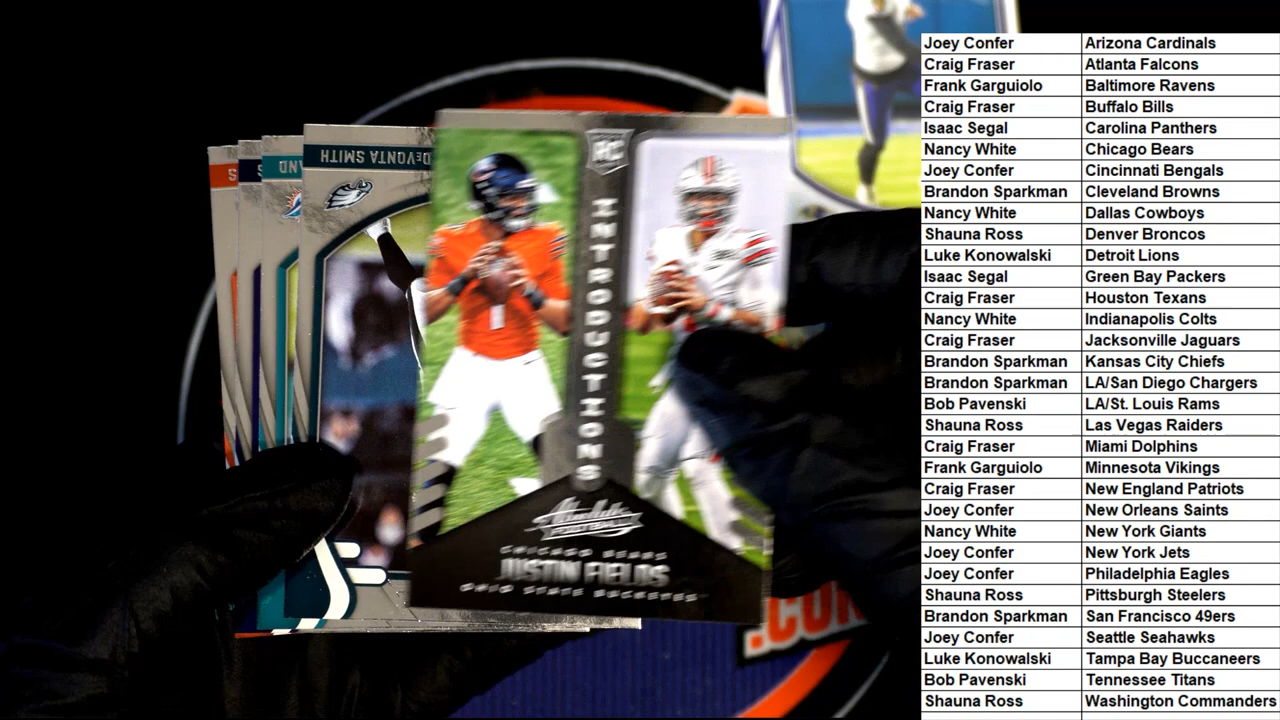 S
S
ND
DEVONTA SMITH
RC
INTRODUCTIONS
Absolute
FOOTBALL
CHICAGO BEARS
JUSTIN FIELDS
OHIO STATE BUCKEYES
1
.COM
Joey Confer Arizona Cardinals
Craig Fraser Atlanta Falcons
Frank Garguiolo Baltimore Ravens
Craig Fraser Buffalo Bills
Isaac Segal Carolina Panthers
Nancy White Chicago Bears
Joey Confer Cincinnati Bengals
Brandon Sparkman Cleveland Browns
Nancy White Dallas Cowboys
Shauna Ross Denver Broncos
Luke Konowalski Detroit Lions
Isaac Segal Green Bay Packers
Craig Fraser Houston Texans
Nancy White Indianapolis Colts
Craig Fraser Jacksonville Jaguars
Brandon Sparkman Kansas City Chiefs
Brandon Sparkman LA/San Diego Chargers
Bob Pavenski LA/St. Louis Rams
Shauna Ross Las Vegas Raiders
Craig Fraser Miami Dolphins
Frank Garguiolo Minnesota Vikings
Craig Fraser New England Patriots
Joey Confer New Orleans Saints
Nancy White New York Giants
Joey Confer New York Jets
Joey Confer Philadelphia Eagles
Shauna Ross Pittsburgh Steelers
Brandon Sparkman San Francisco 49ers
Joey Confer Seattle Seahawks
Luke Konowalski Tampa Bay Buccaneers
Bob Pavenski Tennessee Titans
Shauna Ross Washington Commanders